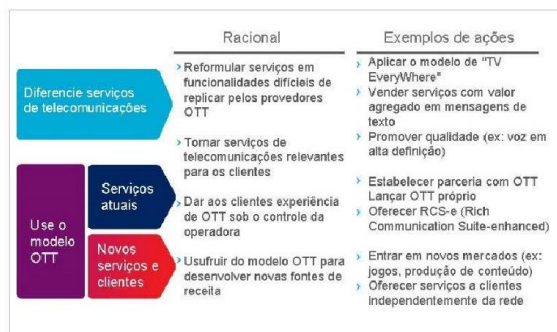 Racional
Exemplos de ações
Diferencie serviços
de telecomunicações
Reformular serviços em
funcionalidades difíceis de
replicar pelos provedores
OTT
Tornar serviços de
telecomunicações relevantes
para os clientes
Aplicar o modelo de "TV
EveryWhere"
Vender serviços com valor
agregado em mensagens de
texto
Promover qualidade (ex: voz em
alta definição)
Use o
modelo
OTT
Serviços
atuais
Dar aos clientes experiência
de OTT sob o controle da
operadora
Estabelecer parceria com OTT
Lançar OTT próprio
Oferecer RCS-e (Rich
Communication Suite-enhanced)
Novos
serviços e
clientes
Usufruir do modelo OTT para
desenvolver novas fontes de
receita
Entrar em novos mercados (ex:
jogos, produção de conteúdo)
Oferecer serviços a clientes
independentemente da rede